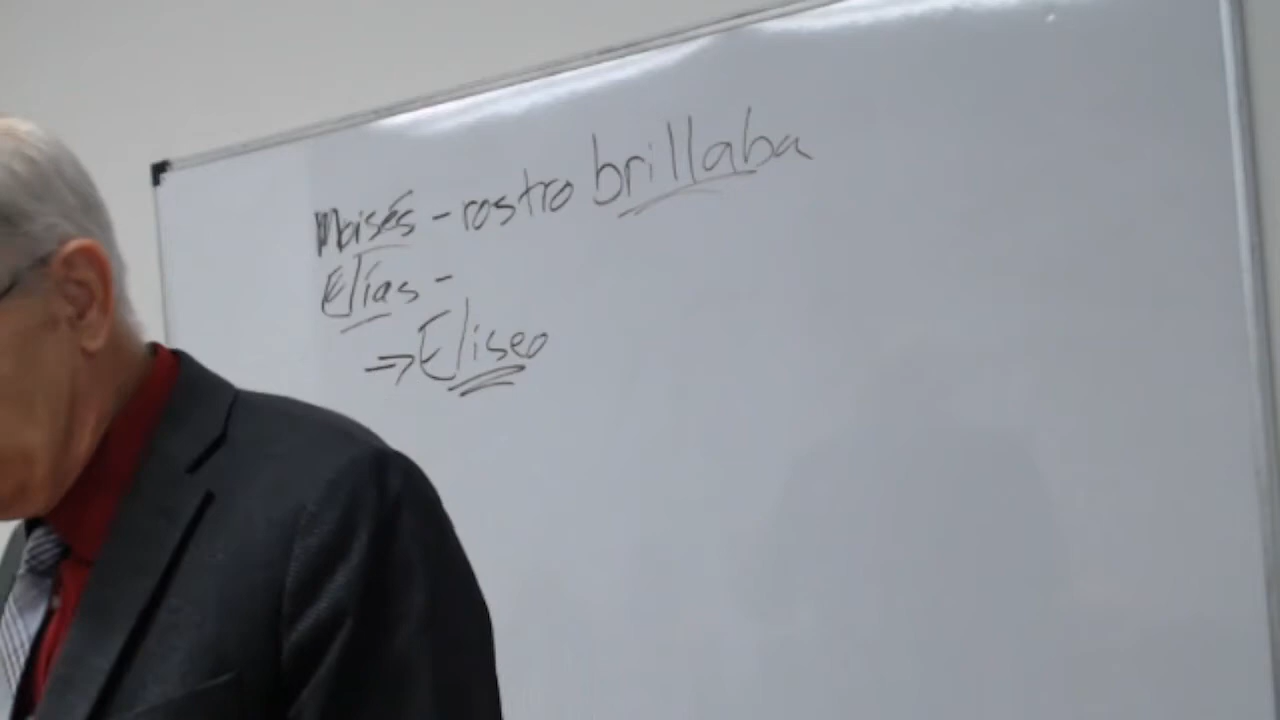 Moisés - rostro brillaba
Elías -
⇒ Eliseo